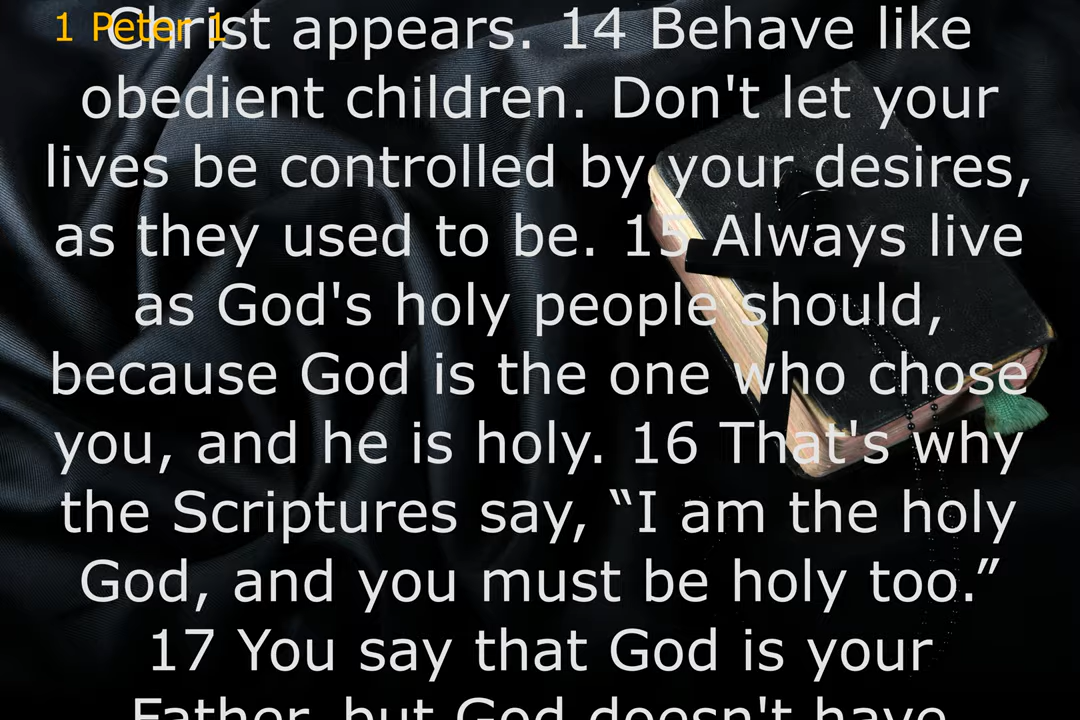 1 Peter 1
Christ appears. 14 Behave like
obedient children. Don't let your
lives be controlled by your desires,
as they used to be. 15 Always live
as God's holy people should,
because God is the one who chose
you, and he is holy. 16 That's why
the Scriptures say, “I am the holy
God, and you must be holy too.”
17 You say that God is your
Father, but God doesn't have